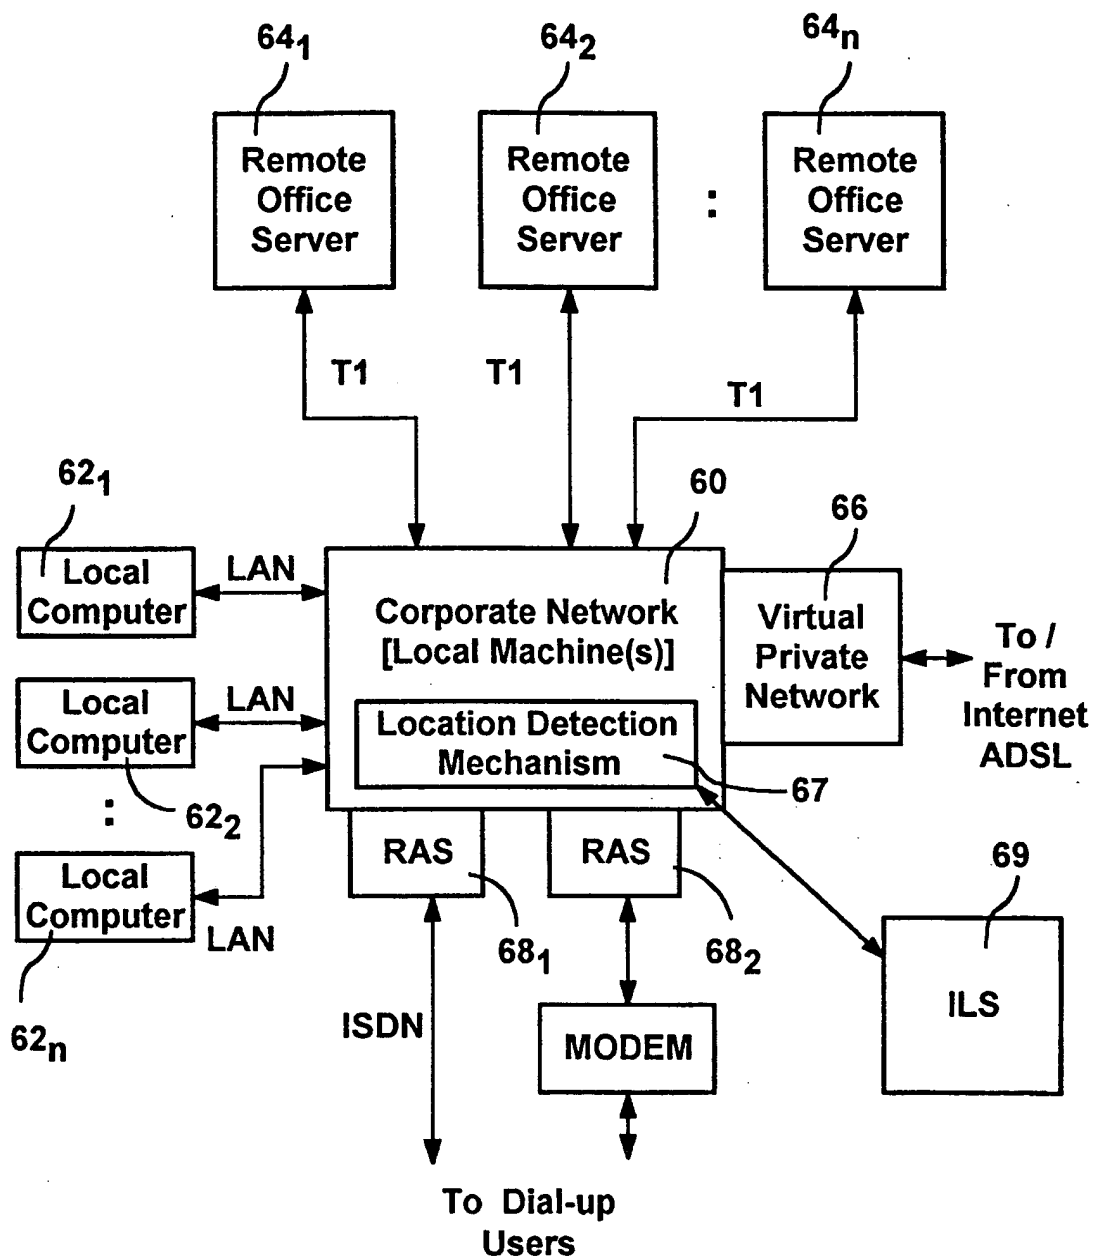 64₁
64₂
64ₙ
Remote
Office
Server
Remote
Office
Server
:
Remote
Office
Server
T1
T1
T1
62₁
60
66
Local
Computer
LAN
Corporate Network
[Local Machine(s)]
Virtual
Private
Network
To /
From
Internet
ADSL
Local
Computer
LAN
Location Detection
Mechanism
67
:
62₂
RAS
RAS
69
Local
Computer
LAN
68₁
68₂
62ₙ
ISDN
MODEM
ILS
To Dial-up
Users